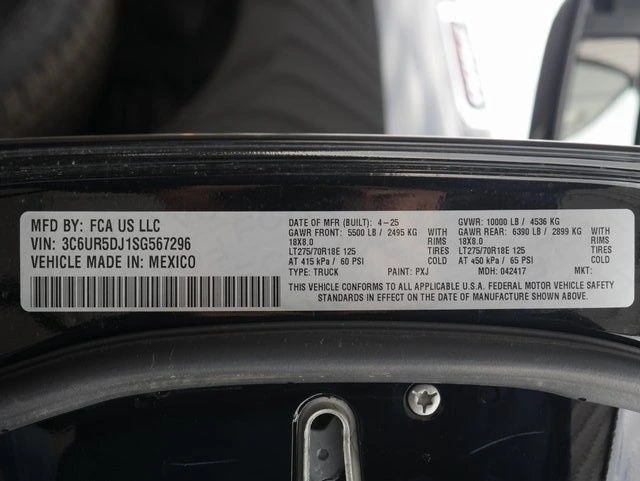 MFD BY: FCA US LLC
VIN: 3C6UR5DJ1SG567296
VEHICLE MADE IN: MEXICO
DATE OF MFR (BUILT): 4-25
GAWR FRONT: 5500 LB / 2495 KG WITH
18X8.0 RIMS
LT275/70R18E 125 TIRES
AT 415 kPa / 60 PSI
TYPE: TRUCK PAINT: PXJ
GVWR: 10000 LB / 4536 KG
GAWR REAR: 6390 LB / 2899 KG WITH
18X8.0 RIMS
LT275/70R18E 125 TIRES
AT 450 kPa / 65 PSI
MDH: 042417 MKT:
THIS VEHICLE CONFORMS TO ALL APPLICABLE U.S.A. FEDERAL MOTOR VEHICLE SAFETY
STANDARDS IN EFFECT ON THE DATE OF MANUFACTURE SHOWN ABOVE.